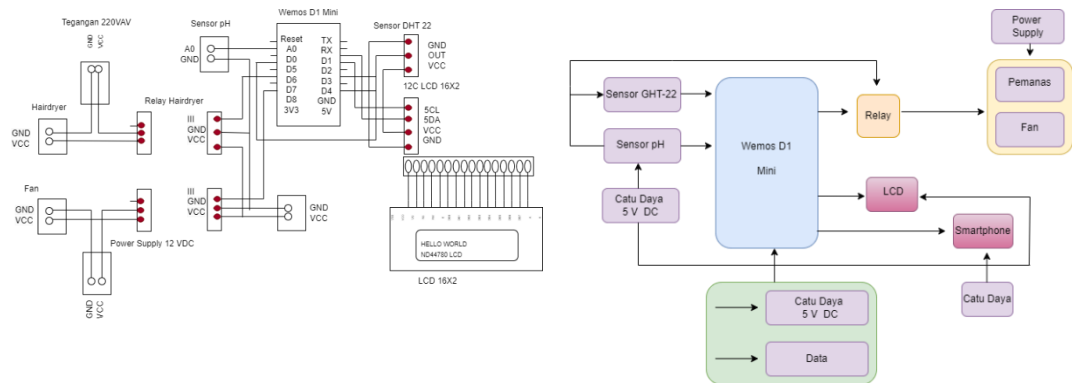 Tegangan 220VAV
GND
VCC
Hairdryer
GND
VCC
Relay Hairdryer
Sensor pH
A0
GND
Wemos D1 Mini
Reset
A0
D0
D5
D6
D7
D8
3V3
TX
RX
D1
D2
D3
D4
GND
5V
Sensor DHT 22
GND
OUT
VCC
12C LCD 16X2
5CL
5DA
VCC
GND
III
GND
VCC
Fan
GND
VCC
Power Supply 12 VDC
GND
VCC
III
GND
VCC
GND
VCC
HELLO WORLD
ND44780 LCD
LCD 16X2
Power
Supply
Pemanas
Fan
Sensor GHT-22
Sensor pH
Catu Daya
5 V DC
Wemos D1
Mini
Relay
LCD
Smartphone
Catu Daya
Catu Daya
5 V DC
Data